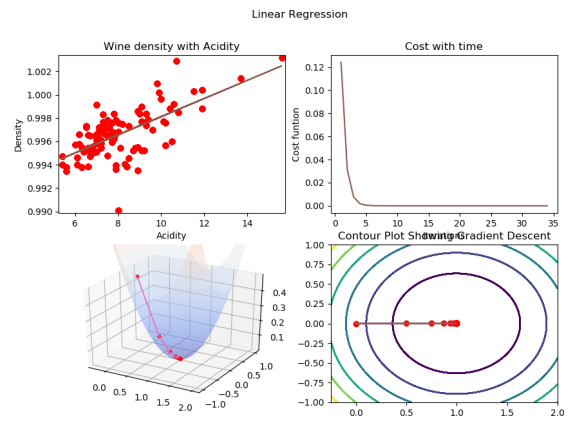 Linear Regression
Wine density with Acidity
1.002
1.000
0.998
0.996
0.994
0.992
0.990
Density
6 8 10 12 14
Acidity
Cost with time
0.12
0.10
0.08
0.06
0.04
0.02
0.00
Cost funtion
0 5 10 15 20 25 30 35
0.4
0.3
0.2
0.1
0.0 0.5 1.0 1.5 2.0
−1.0 −0.5 0.0 0.5 1.0
Contour Plot Showing Gradient Descent
1.00
0.75
0.50
0.25
0.00
−0.25
−0.50
−0.75
−1.00
0.0 0.5 1.0 1.5 2.0